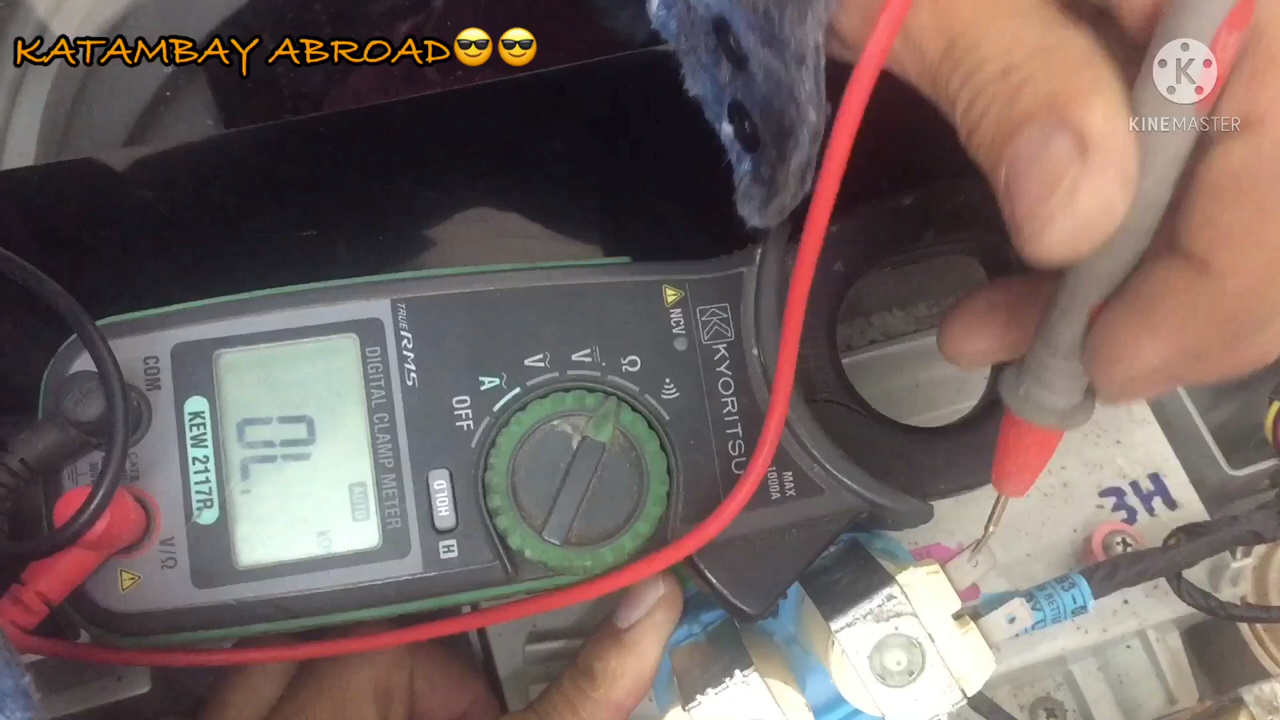 KATAMBAY ABROAD😎😎
K
KINEMASTER
COM
V/Ω
KEW 2117R
OL
AUTO
kΩ
DIGITAL CLAMP METER
TRUE RMS
HOLD
H
OFF
A
V
V
Ω
NCV
KYORITSU
MAX
1000A
3H